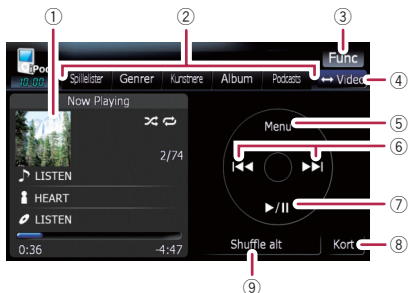 ① ② ③
iPod Func
10:00 Spillelister Genrer Kunstnere Album Podcasts ↔ Video ④
Now Playing
Menu ⑤
2/74 ⑥
LISTEN
HEART
▶/II ⑦
LISTEN
0:36 -4:47 Shuffle alt Kort ⑧
⑨